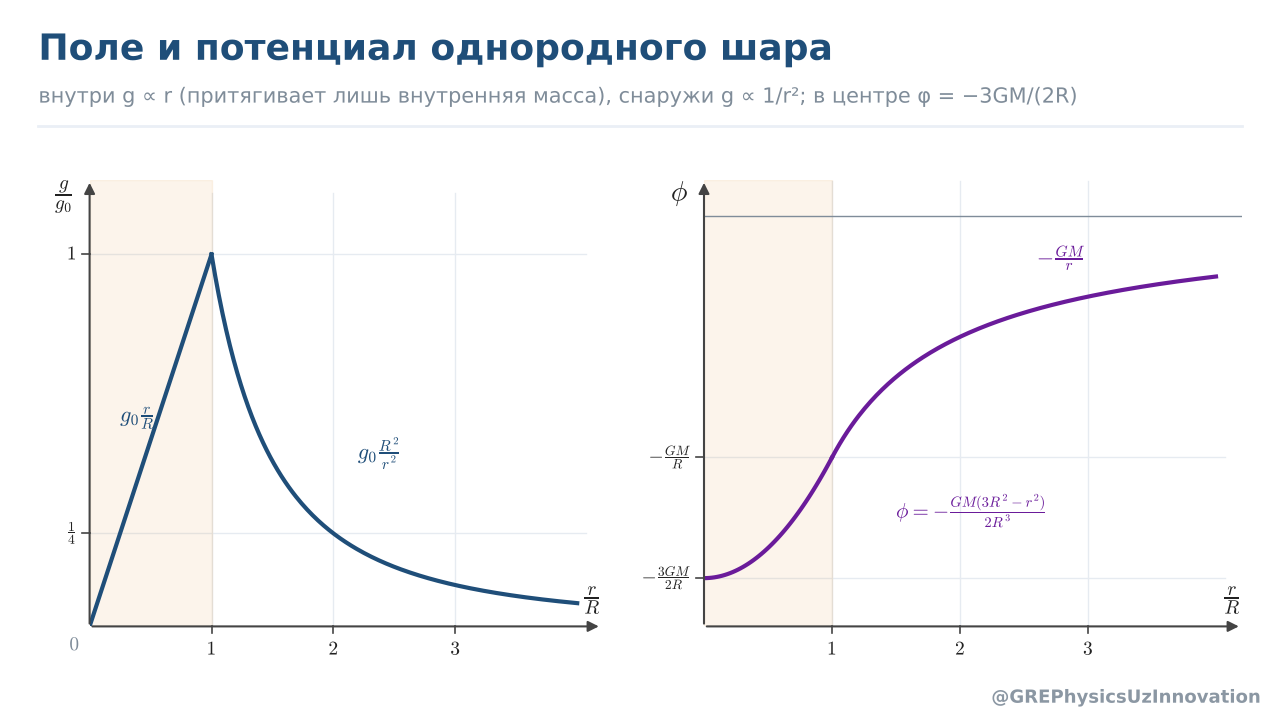 Поле и потенциал однородного шара
внутри g ∝ r (притягивает лишь внутренняя масса), снаружи g ∝ 1/r²; в центре φ = −3GM/(2R)
g/g₀
1
g₀ r/R
g₀ R²/r²
1/4
r/R
0
1 2 3
ϕ
−GM/r
−GM/R
ϕ = −GM(3R² − r²)/2R³
−3GM/2R
r/R
1 2 3
@GREPhysicsUzInnovation